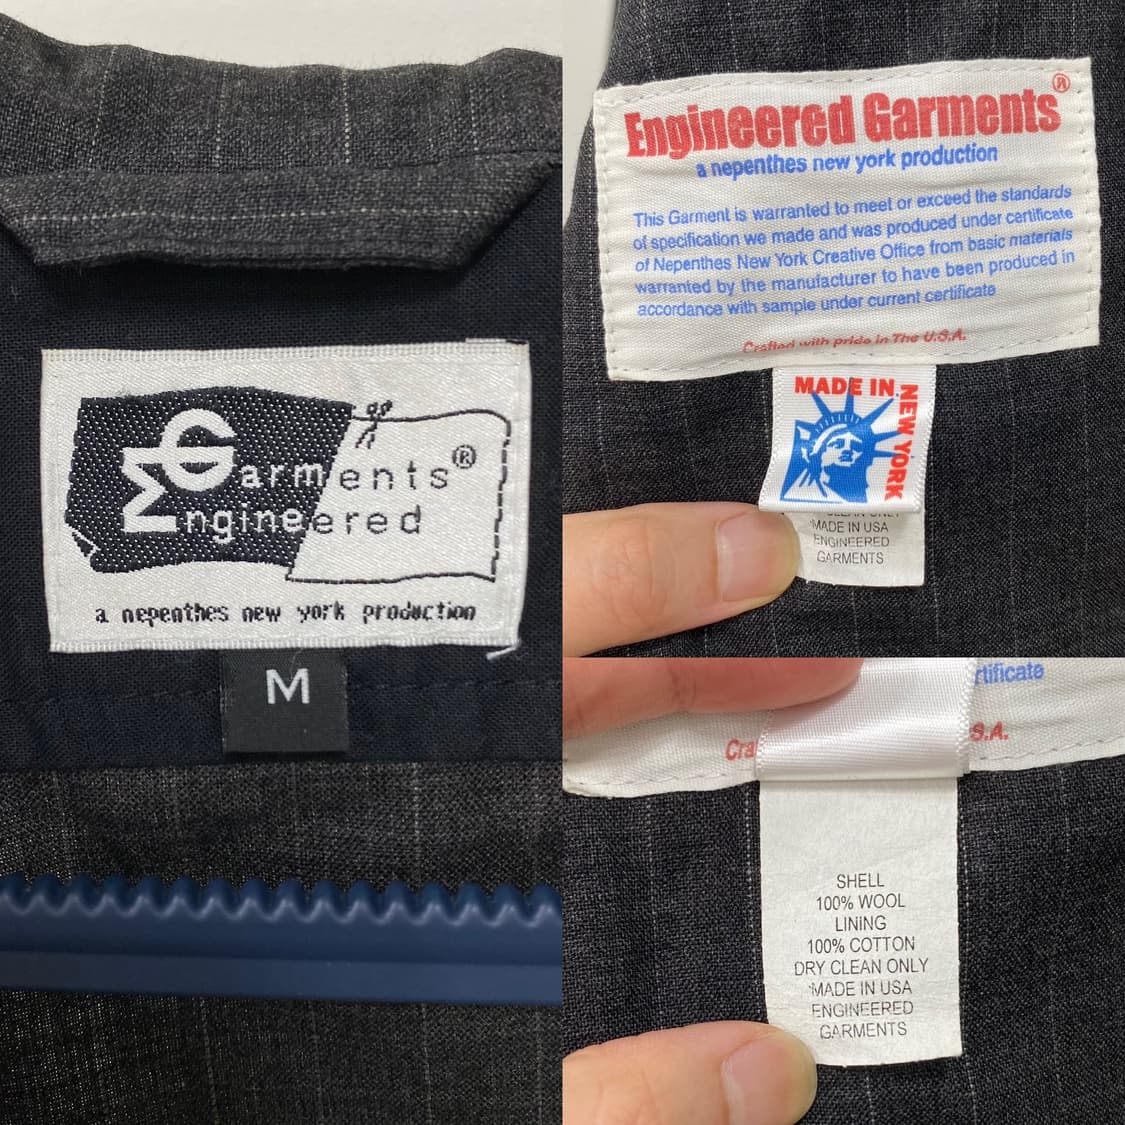 Garments®
Engineered
a nepenthes new york production
M
Engineered Garments®
a nepenthes new york production
This Garment is warranted to meet or exceed the standards
of specification we made and was produced under certificate
of Nepenthes New York Creative Office from basic materials
warranted by the manufacturer to have been produced in
accordance with sample under current certificate
Crafted with pride in The U.S.A.
MADE IN
NEW YORK
CLEAN ONLY
MADE IN USA
ENGINEERED
GARMENTS
rtificate
Cra
S.A.
SHELL
100% WOOL
LINING
100% COTTON
DRY CLEAN ONLY
MADE IN USA
ENGINEERED
GARMENTS